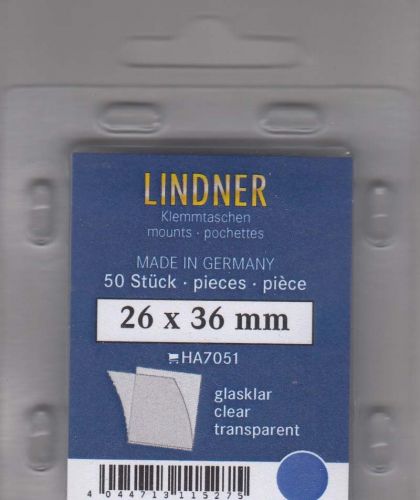 LINDNER
Klemmtaschen
mounts · pochettes
MADE IN GERMANY
50 Stück · pieces · pièce
26 x 36 mm
HA7051
glasklar
clear
transparent
4 044713 115275